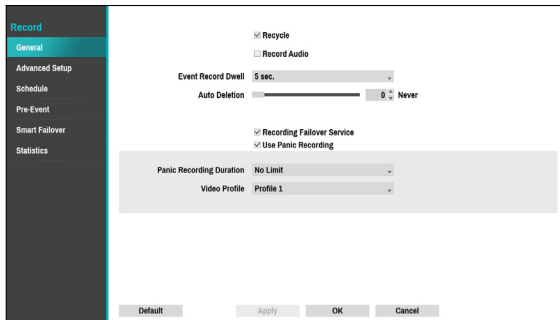 Record
General
Advanced Setup
Schedule
Pre-Event
Smart Failover
Statistics
Recycle
Record Audio
Event Record Dwell 5 sec.
Auto Deletion 0 Never
Recording Failover Service
Use Panic Recording
Panic Recording Duration No Limit
Video Profile Profile 1
Default Apply OK Cancel